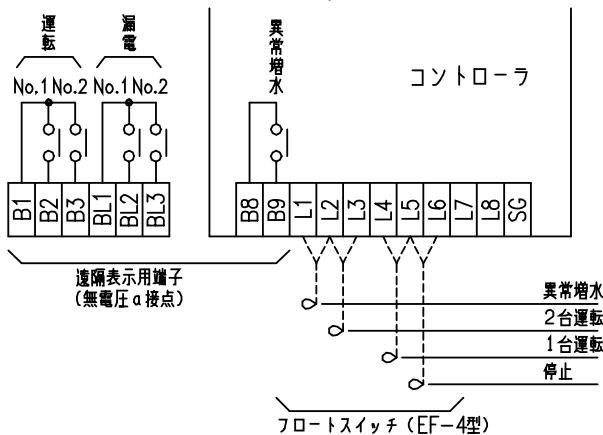 運転
漏電
異常増水
No.1 No.2 No.1 No.2
コントローラ
B1 B2 B3 BL1 BL2 BL3
B8 B9 L1 L2 L3 L4 L5 L6 L7 L8 SG
遠隔表示用端子
(無電圧a接点)
異常増水
2台運転
1台運転
停止
フロートスイッチ(EF-4型)